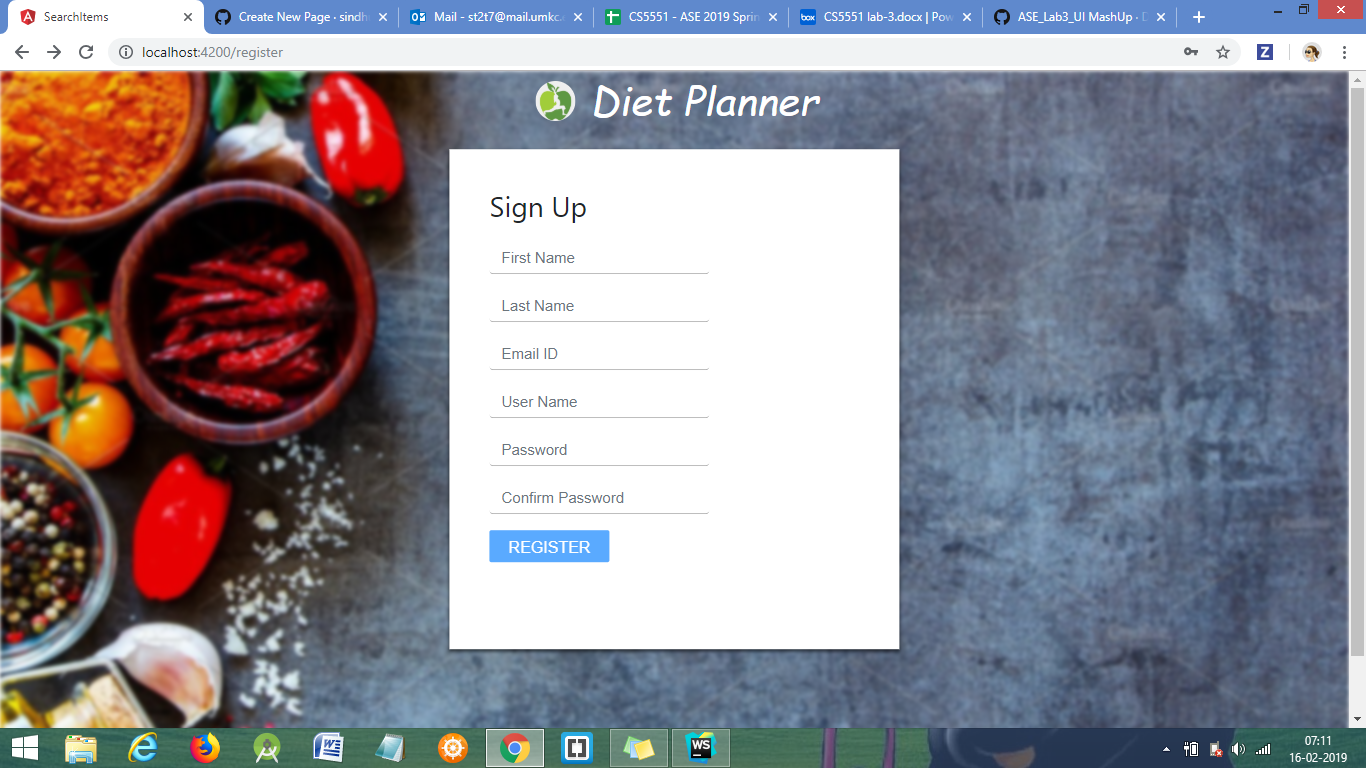 SearchItems
Create New Page · sindh
Mail - st2t7@mail.umkc.
CS5551 - ASE 2019 Sprin
CS5551 lab-3.docx | Pow
ASE_Lab3_UI MashUp · D
localhost:4200/register
Z
Diet Planner
Sign Up
First Name
Last Name
Email ID
User Name
Password
Confirm Password
REGISTER
WS
07:11
16-02-2019